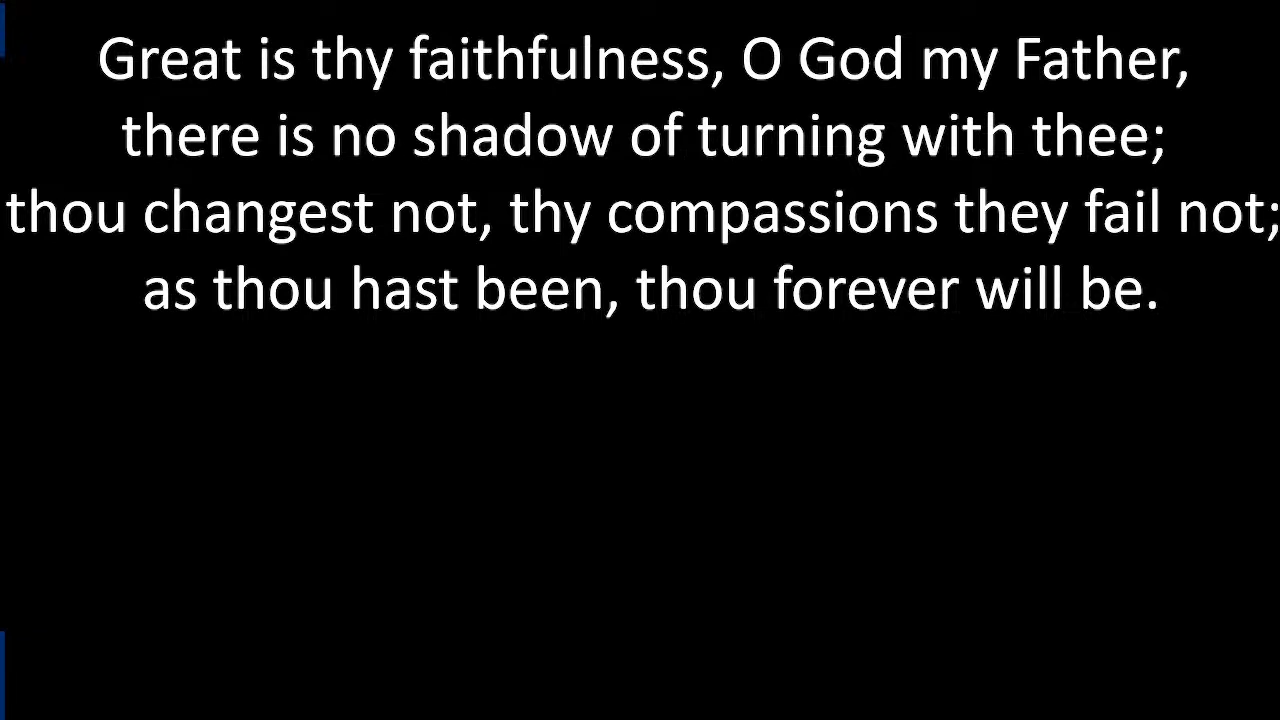 Great is thy faithfulness, O God my Father,
there is no shadow of turning with thee;
thou changest not, thy compassions they fail not;
as thou hast been, thou forever will be.